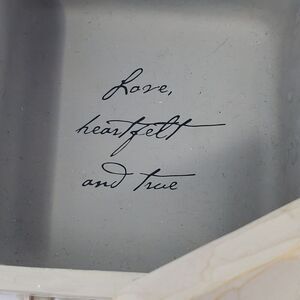 Love,
heartfelt
and true